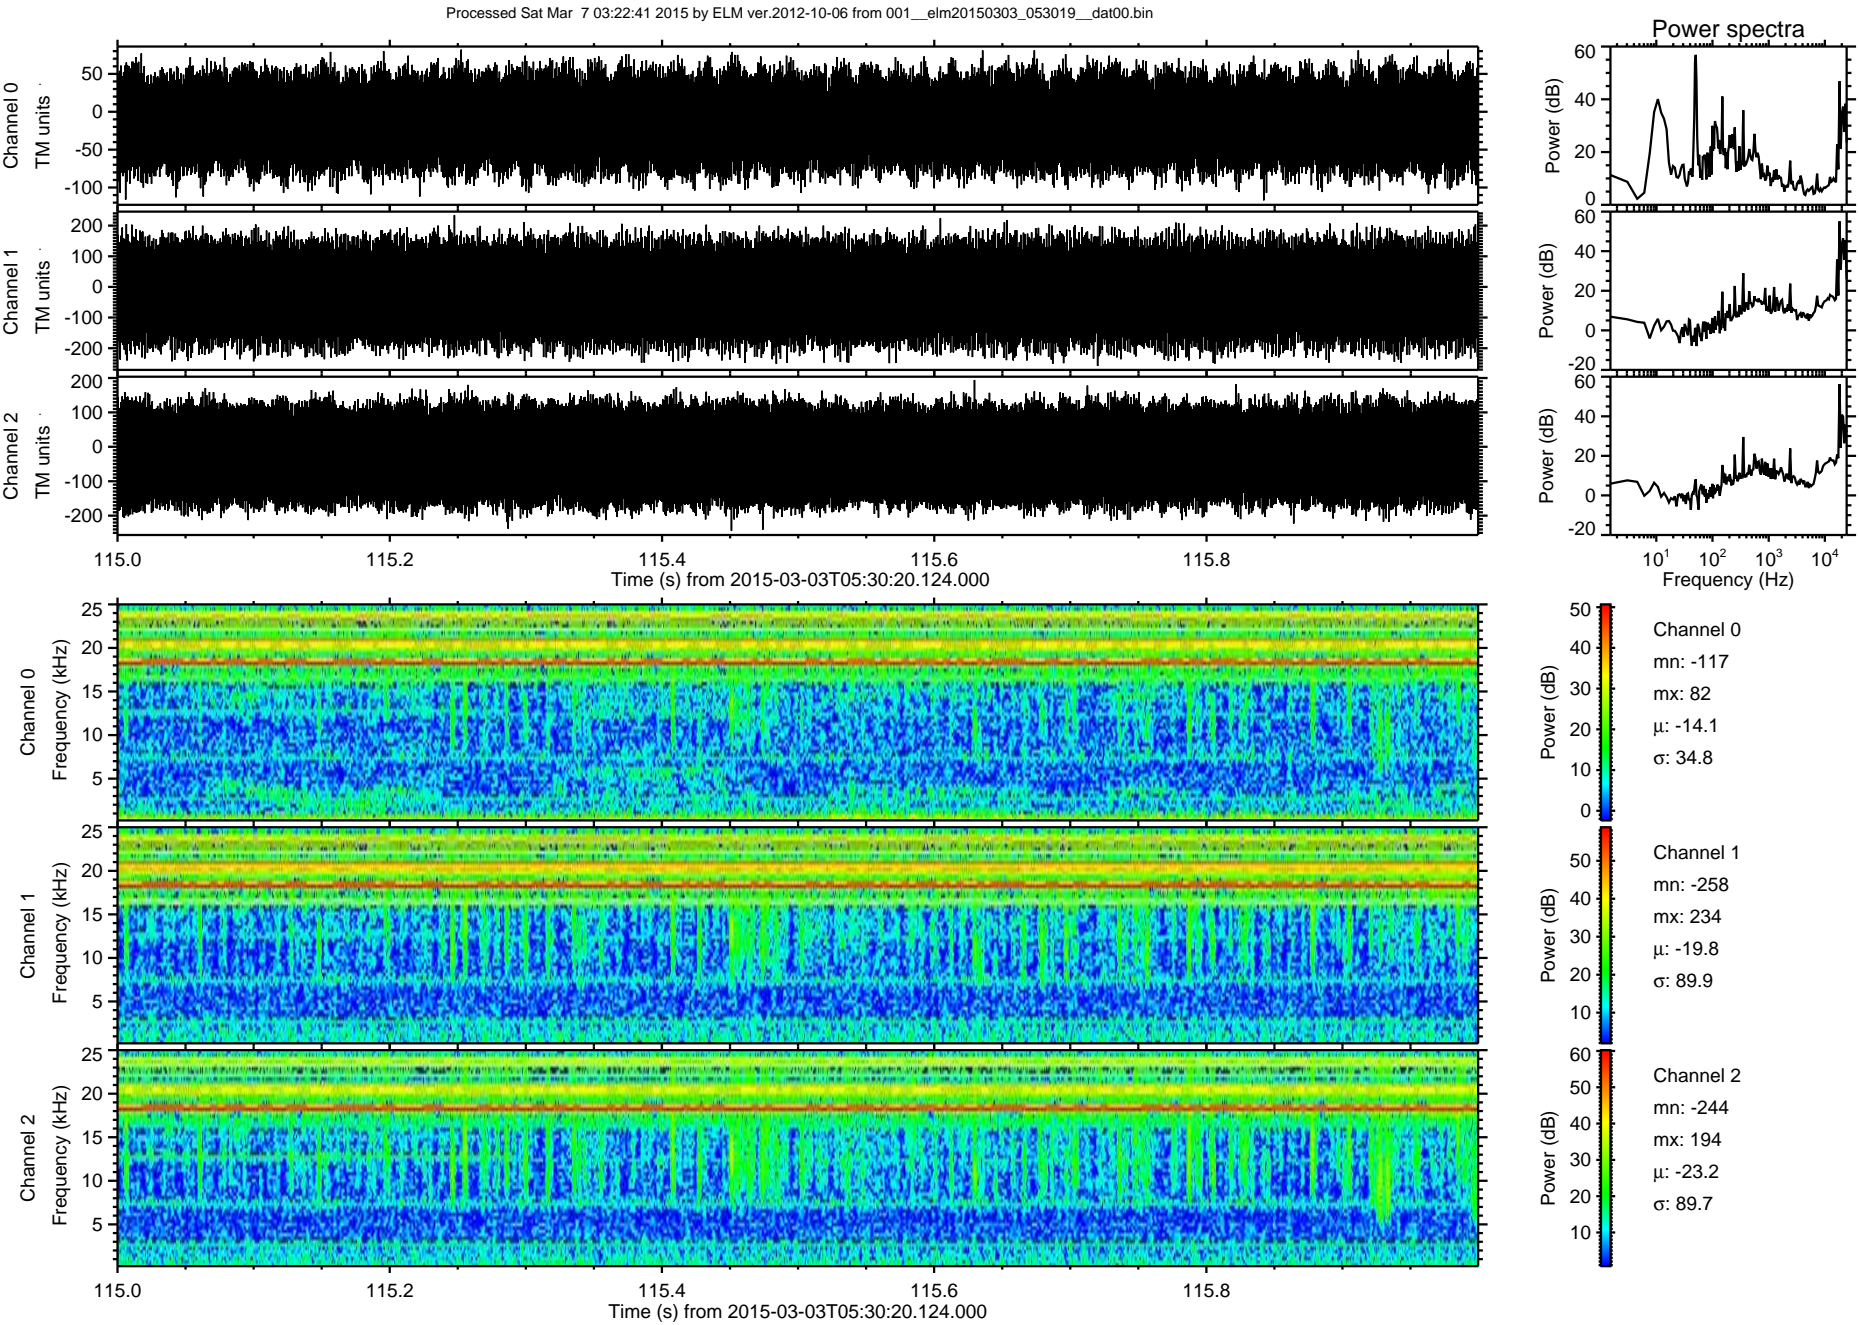 Processed Sat Mar  7 03:22:41 2015 by ELM ver.2012-10-06 from 001__elm20150303_053019__dat00.bin
Power spectra
Channel 0
TM units
50
0
-50
-100
Power (dB)
60
40
20
0
Channel 1
TM units
200
100
0
-100
-200
Power (dB)
60
40
20
0
-20
Channel 2
TM units
200
100
0
-100
-200
Power (dB)
60
40
20
0
-20
115.0 115.2 115.4 115.6 115.8
Time (s) from 2015-03-03T05:30:20.124.000
10^1 10^2 10^3 10^4
Frequency (Hz)
Channel 0
Frequency (kHz)
25
20
15
10
5
Power (dB)
50
40
30
20
10
0
Channel 0
mn: -117
mx: 82
μ: -14.1
σ: 34.8
Channel 1
Frequency (kHz)
25
20
15
10
5
Power (dB)
50
40
30
20
10
Channel 1
mn: -258
mx: 234
μ: -19.8
σ: 89.9
Channel 2
Frequency (kHz)
25
20
15
10
5
Power (dB)
60
50
40
30
20
10
Channel 2
mn: -244
mx: 194
μ: -23.2
σ: 89.7
115.0 115.2 115.4 115.6 115.8
Time (s) from 2015-03-03T05:30:20.124.000